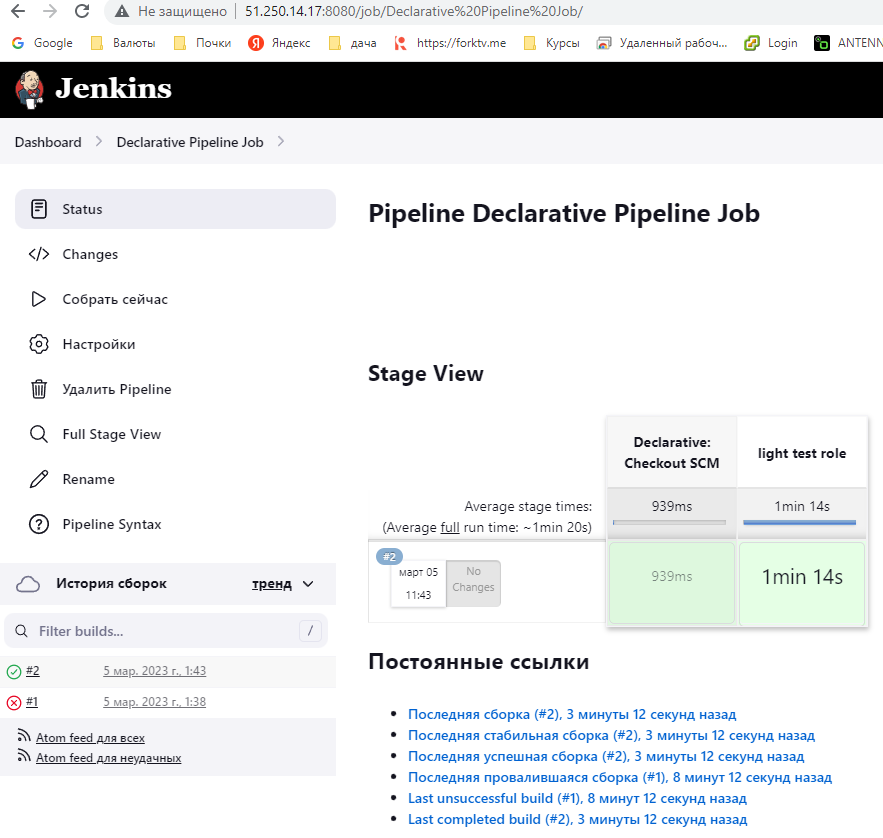 Не защищено
51.250.14.17:8080/job/Declarative%20Pipeline%20Job/
Google Валюты Почки Яндекс дача https://forktv.me Курсы Удаленный рабоч... Login ANTENN
Jenkins
Dashboard Declarative Pipeline Job
Status
Changes
Собрать сейчас
Настройки
Удалить Pipeline
Full Stage View
Rename
Pipeline Syntax
История сборок тренд
Filter builds... /
#2 5 мар. 2023 г., 1:43
#1 5 мар. 2023 г., 1:38
Atom feed для всех
Atom feed для неудачных
Pipeline Declarative Pipeline Job
Stage View
Declarative:
Checkout SCM
light test role
Average stage times:
(Average full run time: ~1min 20s)
939ms
1min 14s
#2
март 05
11:43
No
Changes
939ms
1min 14s
Постоянные ссылки
Последняя сборка (#2), 3 минуты 12 секунд назад
Последняя стабильная сборка (#2), 3 минуты 12 секунд назад
Последняя успешная сборка (#2), 3 минуты 12 секунд назад
Последняя провалившаяся сборка (#1), 8 минут 12 секунд назад
Last unsuccessful build (#1), 8 минут 12 секунд назад
Last completed build (#2), 3 минуты 12 секунд назад